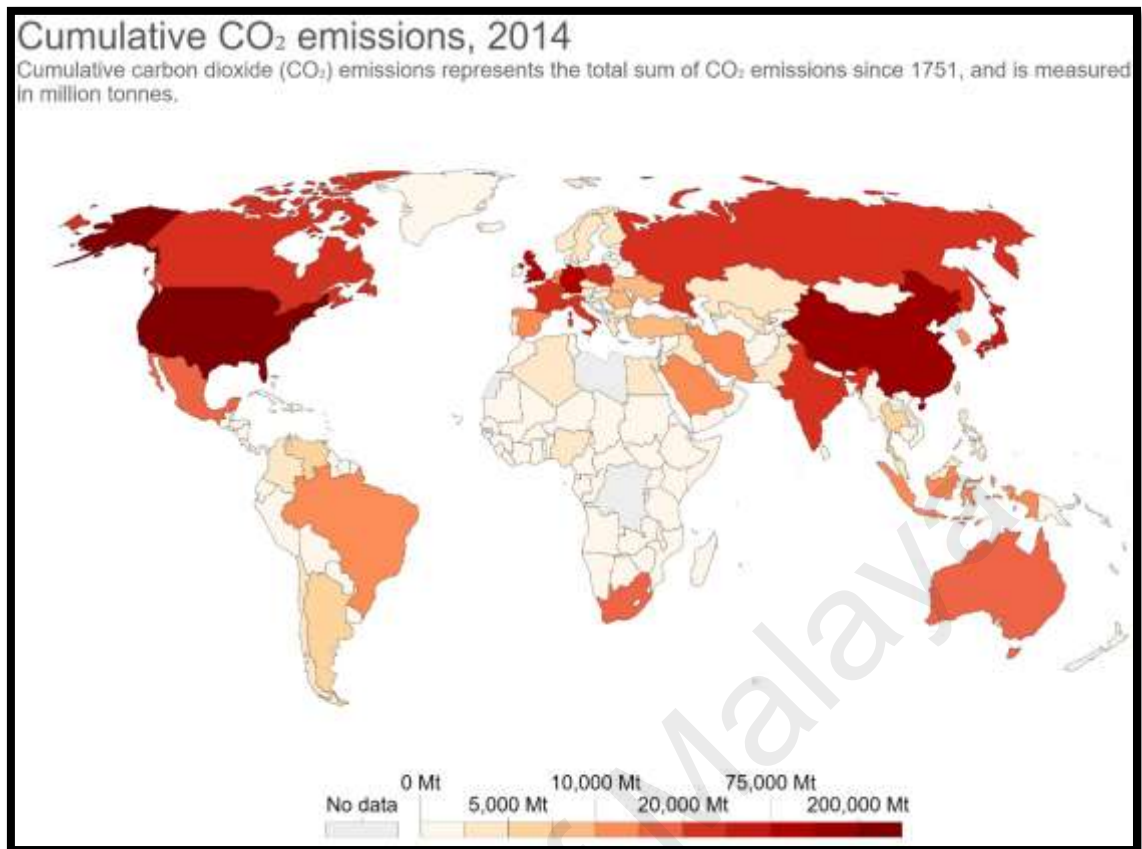 Cumulative CO₂ emissions, 2014
Cumulative carbon dioxide (CO₂) emissions represents the total sum of CO₂ emissions since 1751, and is measured
in million tonnes.
Malaya
0 Mt 10,000 Mt 75,000 Mt
No data 5,000 Mt 20,000 Mt 200,000 Mt